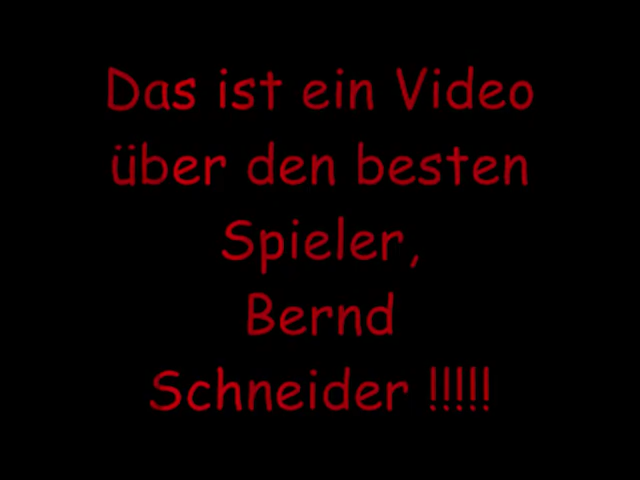 Das ist ein Video
über den besten
Spieler,
Bernd
Schneider !!!!!